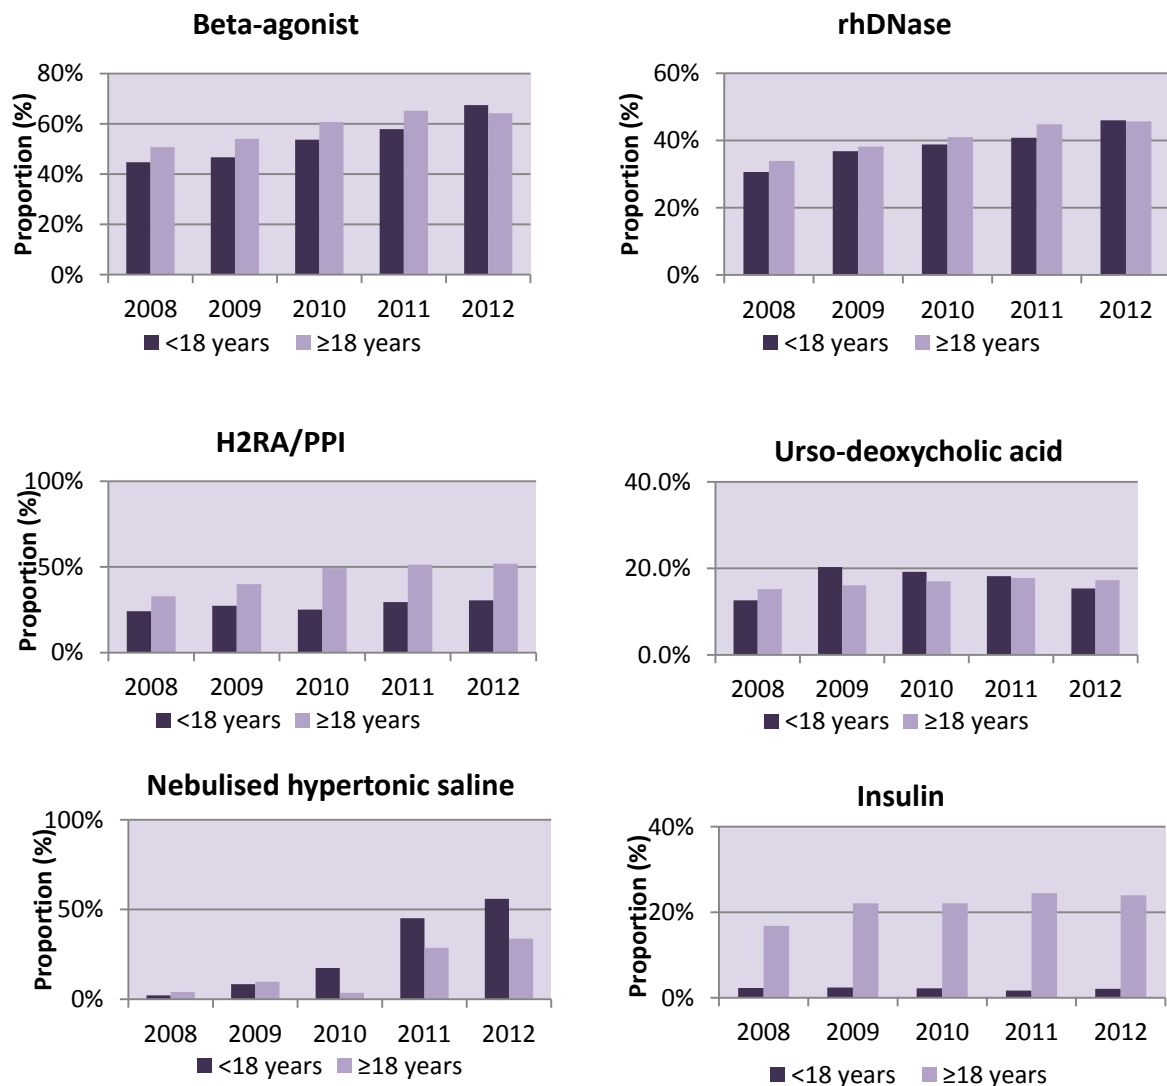 Beta-agonist
Proportion (%)
80%
60%
40%
20%
0%
2008 2009 2010 2011 2012
<18 years ≥18 years
rhDNase
Proportion (%)
60%
40%
20%
0%
2008 2009 2010 2011 2012
<18 years ≥18 years
H2RA/PPI
Proportion (%)
100%
50%
0%
2008 2009 2010 2011 2012
<18 years ≥18 years
Urso-deoxycholic acid
40.0%
20.0%
0.0%
2008 2009 2010 2011 2012
<18 years ≥18 years
Nebulised hypertonic saline
Proportion (%)
100%
50%
0%
2008 2009 2010 2011 2012
<18 years ≥18 years
Insulin
Proportion (%)
40%
20%
0%
2008 2009 2010 2011 2012
<18 years ≥18 years